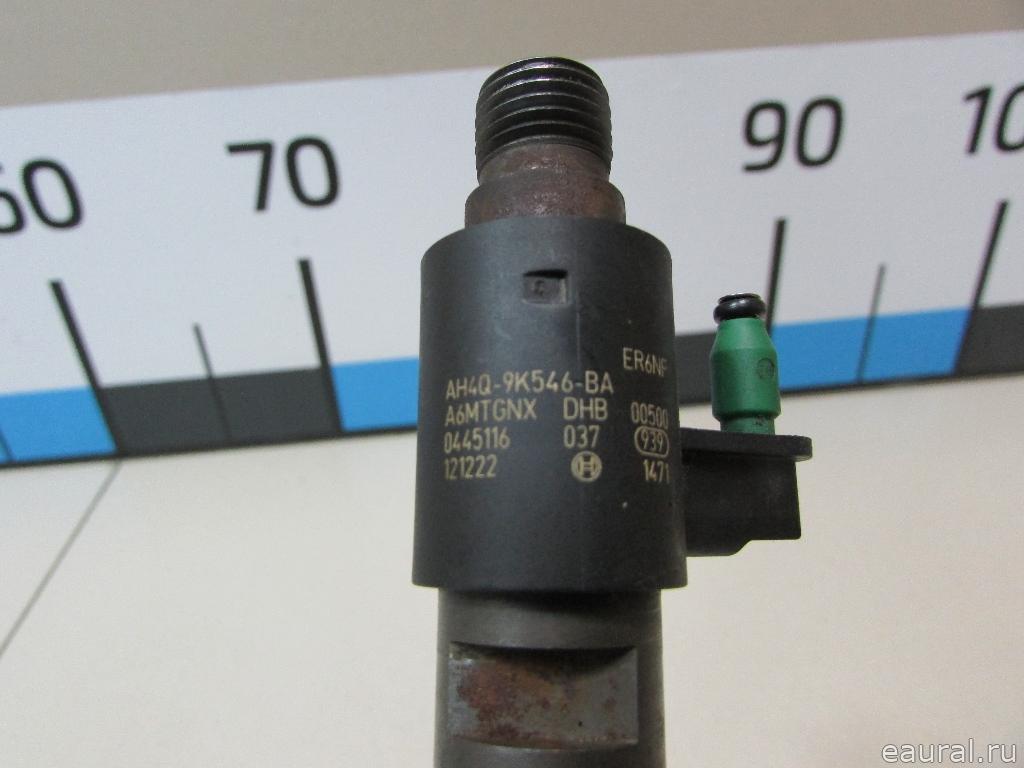 60 70 90 10
ER6NF
AH4Q-9K546-BA
A6MTGNX DHB 00500
0445116 037 939
121222 1471
eaural.ru